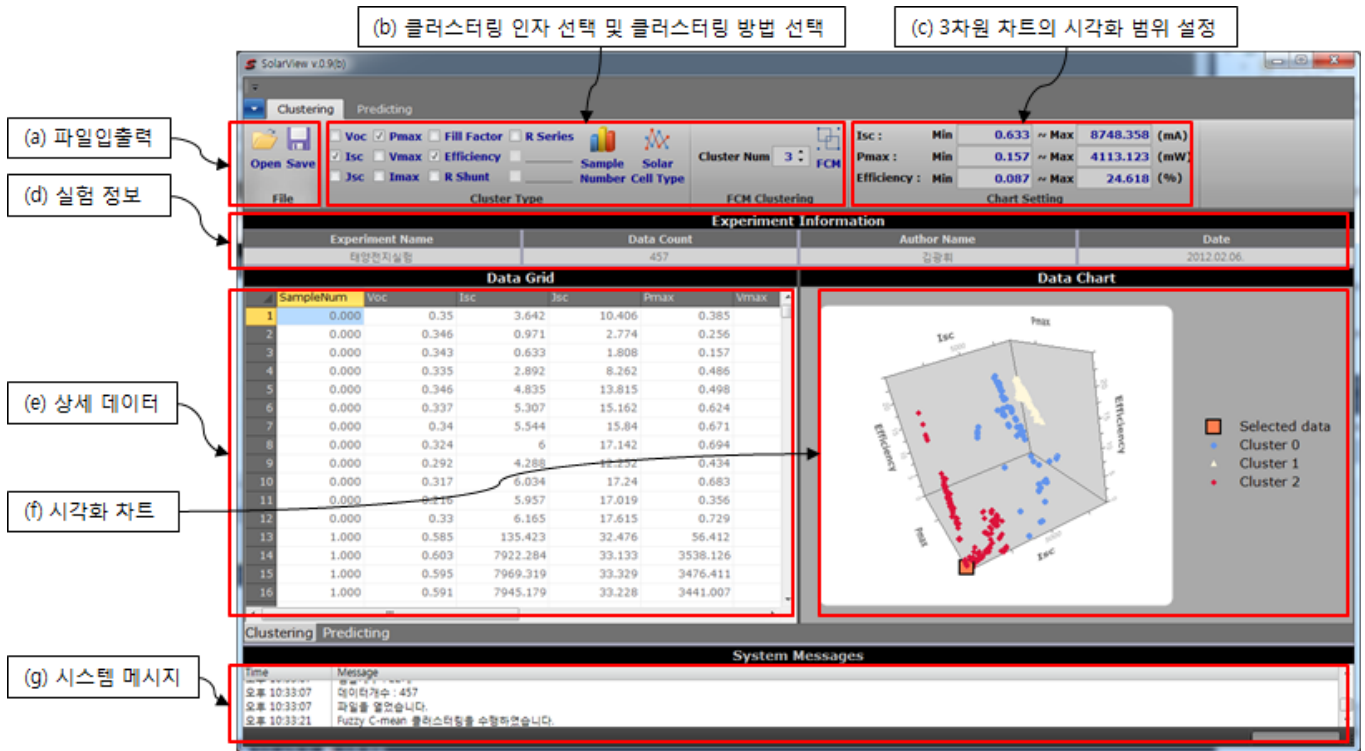 (b) 클러스터링 인자 선택 및 클러스터링 방법 선택
(c) 3차원 차트의 시각화 범위 설정
SolarView v.0.9(b)
Clustering Predicting
(a) 파일입출력
Open Save
File
Voc Pmax Fill Factor R Series
Isc Vmax Efficiency
Jsc Imax R Shunt
Sample Number
Solar Cell Type
Cluster Type
Cluster Num 3 FCM
FCM Clustering
Isc : Min 0.633 ~ Max 8748.358 (mA)
Pmax : Min 0.157 ~ Max 4113.123 (mW)
Efficiency : Min 0.087 ~ Max 24.618 (%)
Chart Setting
(d) 실험 정보
Experiment Information
Experiment Name Data Count Author Name Date
태양전지실험 457 김광휘 2012.02.06.
Data Grid
Data Chart
SampleNum Voc Isc Jsc Pmax Vmax
1 0.000 0.35 3.642 10.406 0.385
2 0.000 0.346 0.971 2.774 0.256
3 0.000 0.343 0.633 1.808 0.157
4 0.000 0.335 2.892 8.262 0.486
5 0.000 0.346 4.835 13.815 0.498
6 0.000 0.337 5.307 15.162 0.624
7 0.000 0.34 5.544 15.84 0.671
8 0.000 0.324 6 17.142 0.694
9 0.000 0.292 4.288 12.252 0.434
10 0.000 0.317 6.034 17.24 0.683
11 0.000 0.216 5.957 17.019 0.356
12 0.000 0.33 6.165 17.615 0.729
13 1.000 0.585 135.423 32.476 56.412
14 1.000 0.603 7922.284 33.133 3538.126
15 1.000 0.595 7969.319 33.329 3476.411
16 1.000 0.591 7945.179 33.228 3441.007
(e) 상세 데이터
(f) 시각화 차트
Isc
Pmax
5000
Efficiency
Efficiency
Pmax
Isc
5000
Selected data
Cluster 0
Cluster 1
Cluster 2
Clustering Predicting
System Messages
(g) 시스템 메시지
Time Message
오후 10:33:07 데이터개수 : 457
오후 10:33:07 파일을 열었습니다.
오후 10:33:21 Fuzzy C-mean 클러스터링을 수행하였습니다.